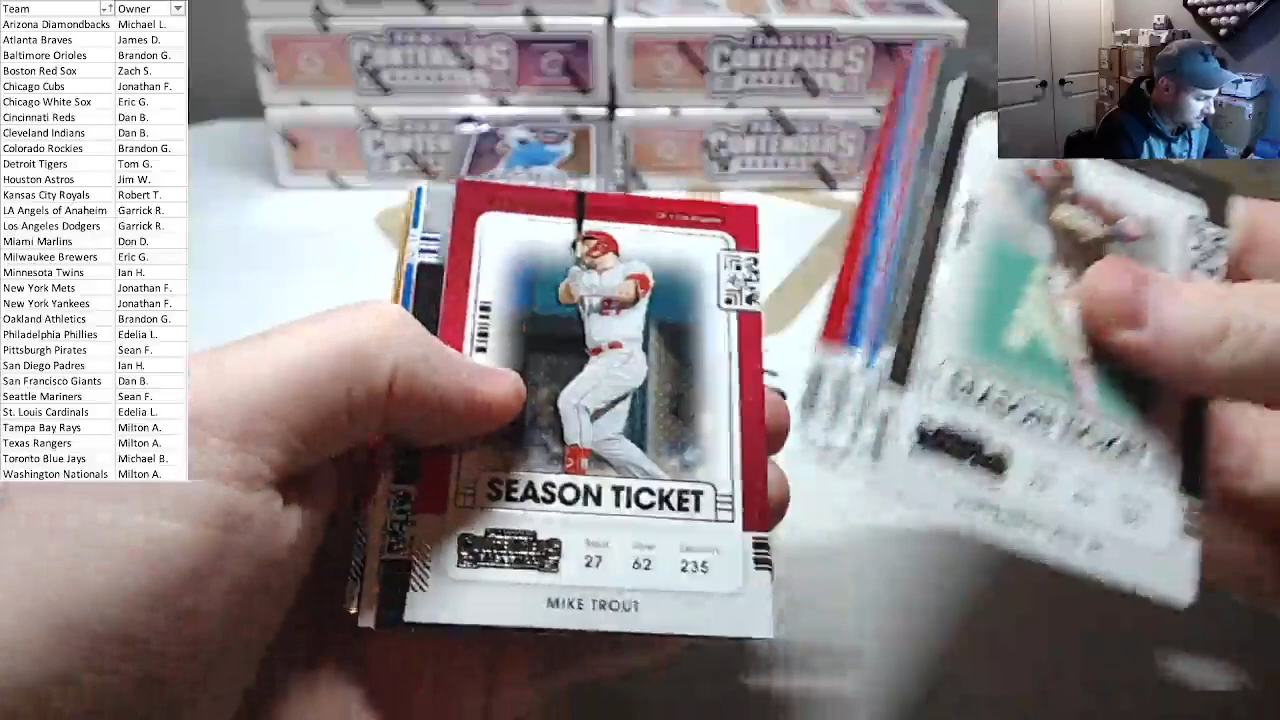 Team Owner
Arizona Diamondbacks Michael L.
Atlanta Braves James D.
Baltimore Orioles Brandon G.
Boston Red Sox Zach S.
Chicago Cubs Jonathan F.
Chicago White Sox Eric G.
Cincinnati Reds Dan B.
Cleveland Indians Dan B.
Colorado Rockies Brandon G.
Detroit Tigers Tom G.
Houston Astros Jim W.
Kansas City Royals Robert T.
LA Angels of Anaheim Garrick R.
Los Angeles Dodgers Garrick R.
Miami Marlins Don D.
Milwaukee Brewers Eric G.
Minnesota Twins Ian H.
New York Mets Jonathan F.
New York Yankees Jonathan F.
Oakland Athletics Brandon G.
Philadelphia Phillies Edelia L.
Pittsburgh Pirates Sean F.
San Diego Padres Ian H.
San Francisco Giants Dan B.
Seattle Mariners Sean F.
St. Louis Cardinals Edelia L.
Tampa Bay Rays Milton A.
Texas Rangers Milton A.
Toronto Blue Jays Michael B.
Washington Nationals Milton A.
CONTENDERS
CONTENDERS
CONTENDERS
CONTENDERS
SEASON TICKET
27 62 235
MIKE TROUT